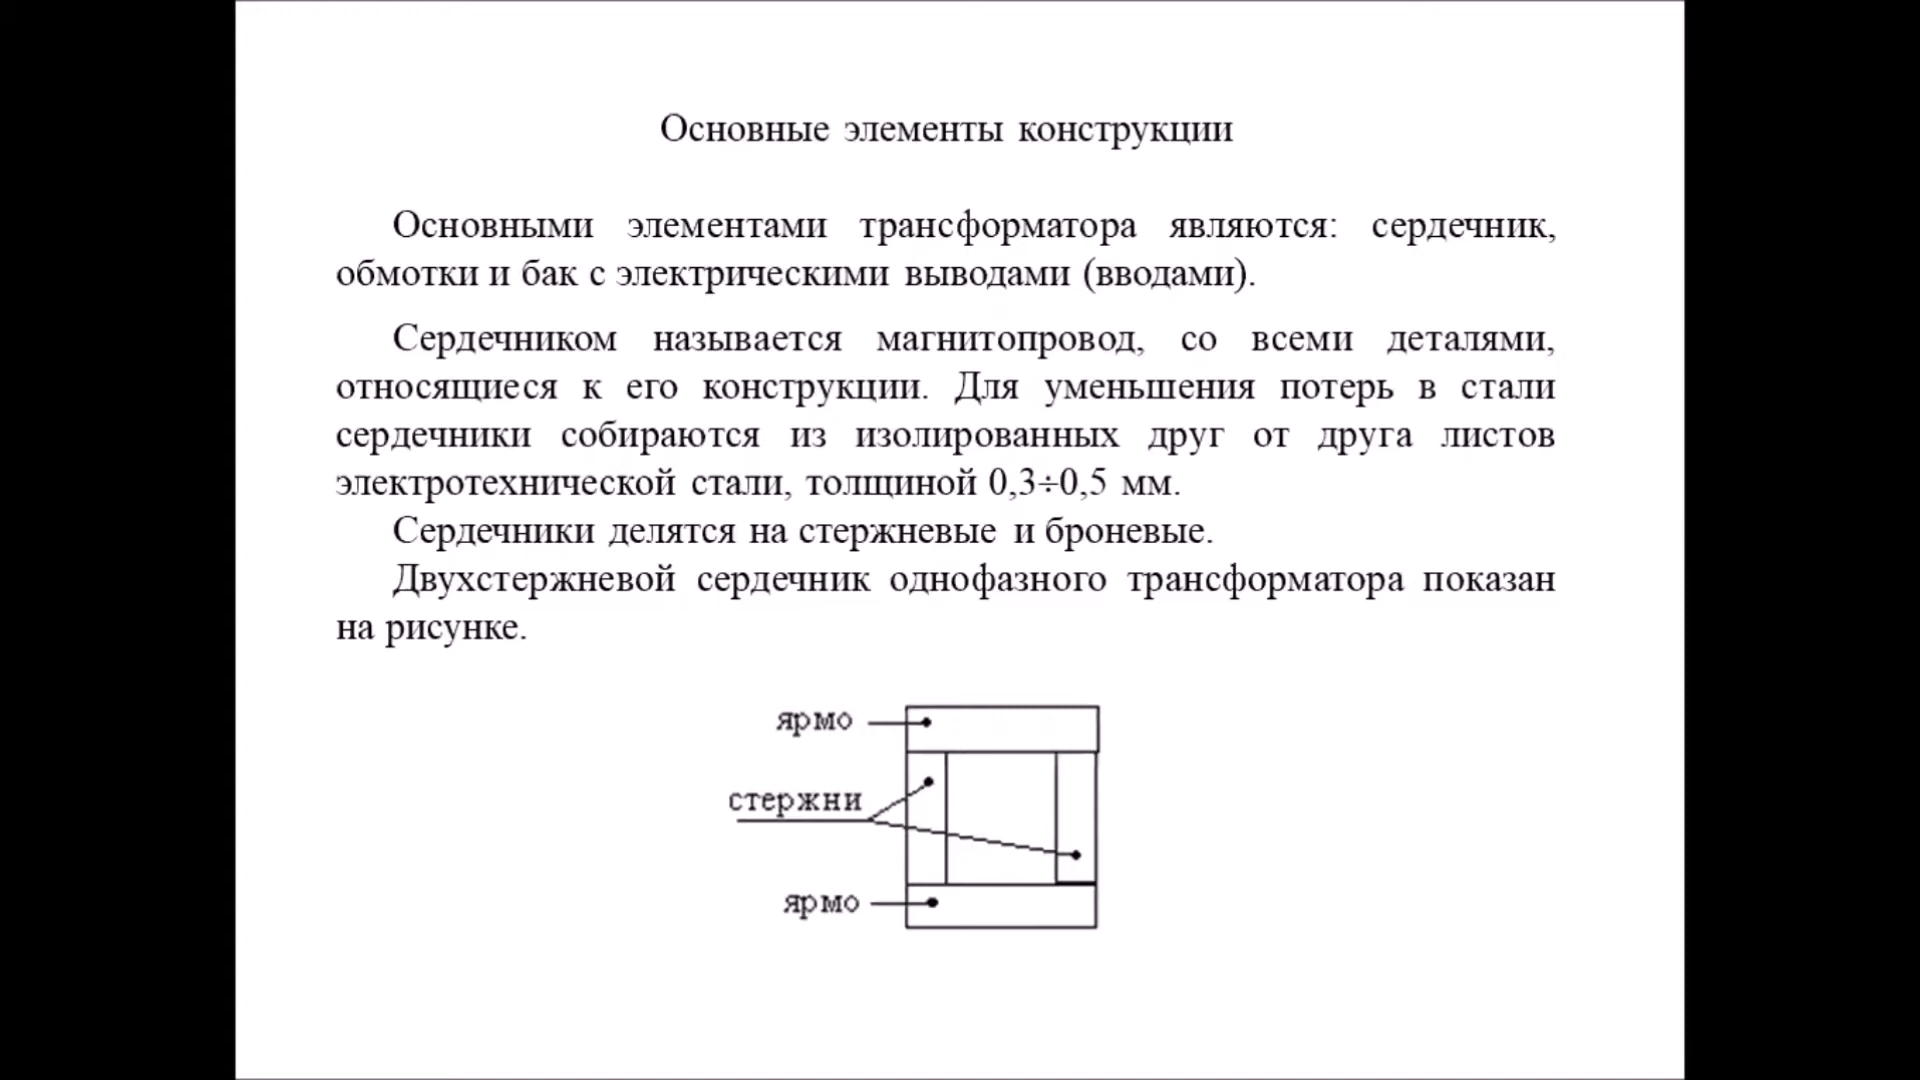 Основные элементы конструкции
Основными элементами трансформатора являются: сердечник,
обмотки и бак с электрическими выводами (вводами).
Сердечником называется магнитопровод, со всеми деталями,
относящиеся к его конструкции. Для уменьшения потерь в стали
сердечники собираются из изолированных друг от друга листов
электротехнической стали, толщиной 0,3÷0,5 мм.
Сердечники делятся на стержневые и броневые.
Двухстержневой сердечник однофазного трансформатора показан
на рисунке.
ярмо
стержни
ярмо